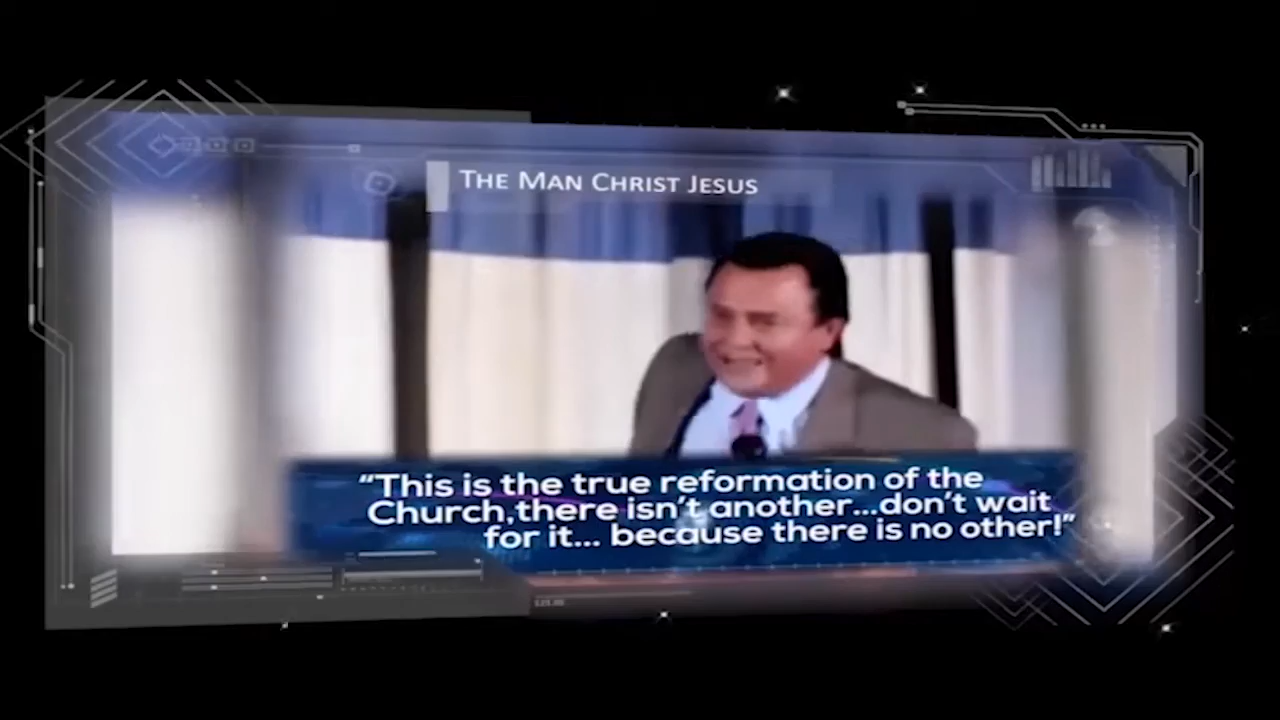 THE MAN CHRIST JESUS
“This is the true reformation of the
Church,there isn’t another...don’t wait
for it... because there is no other!”